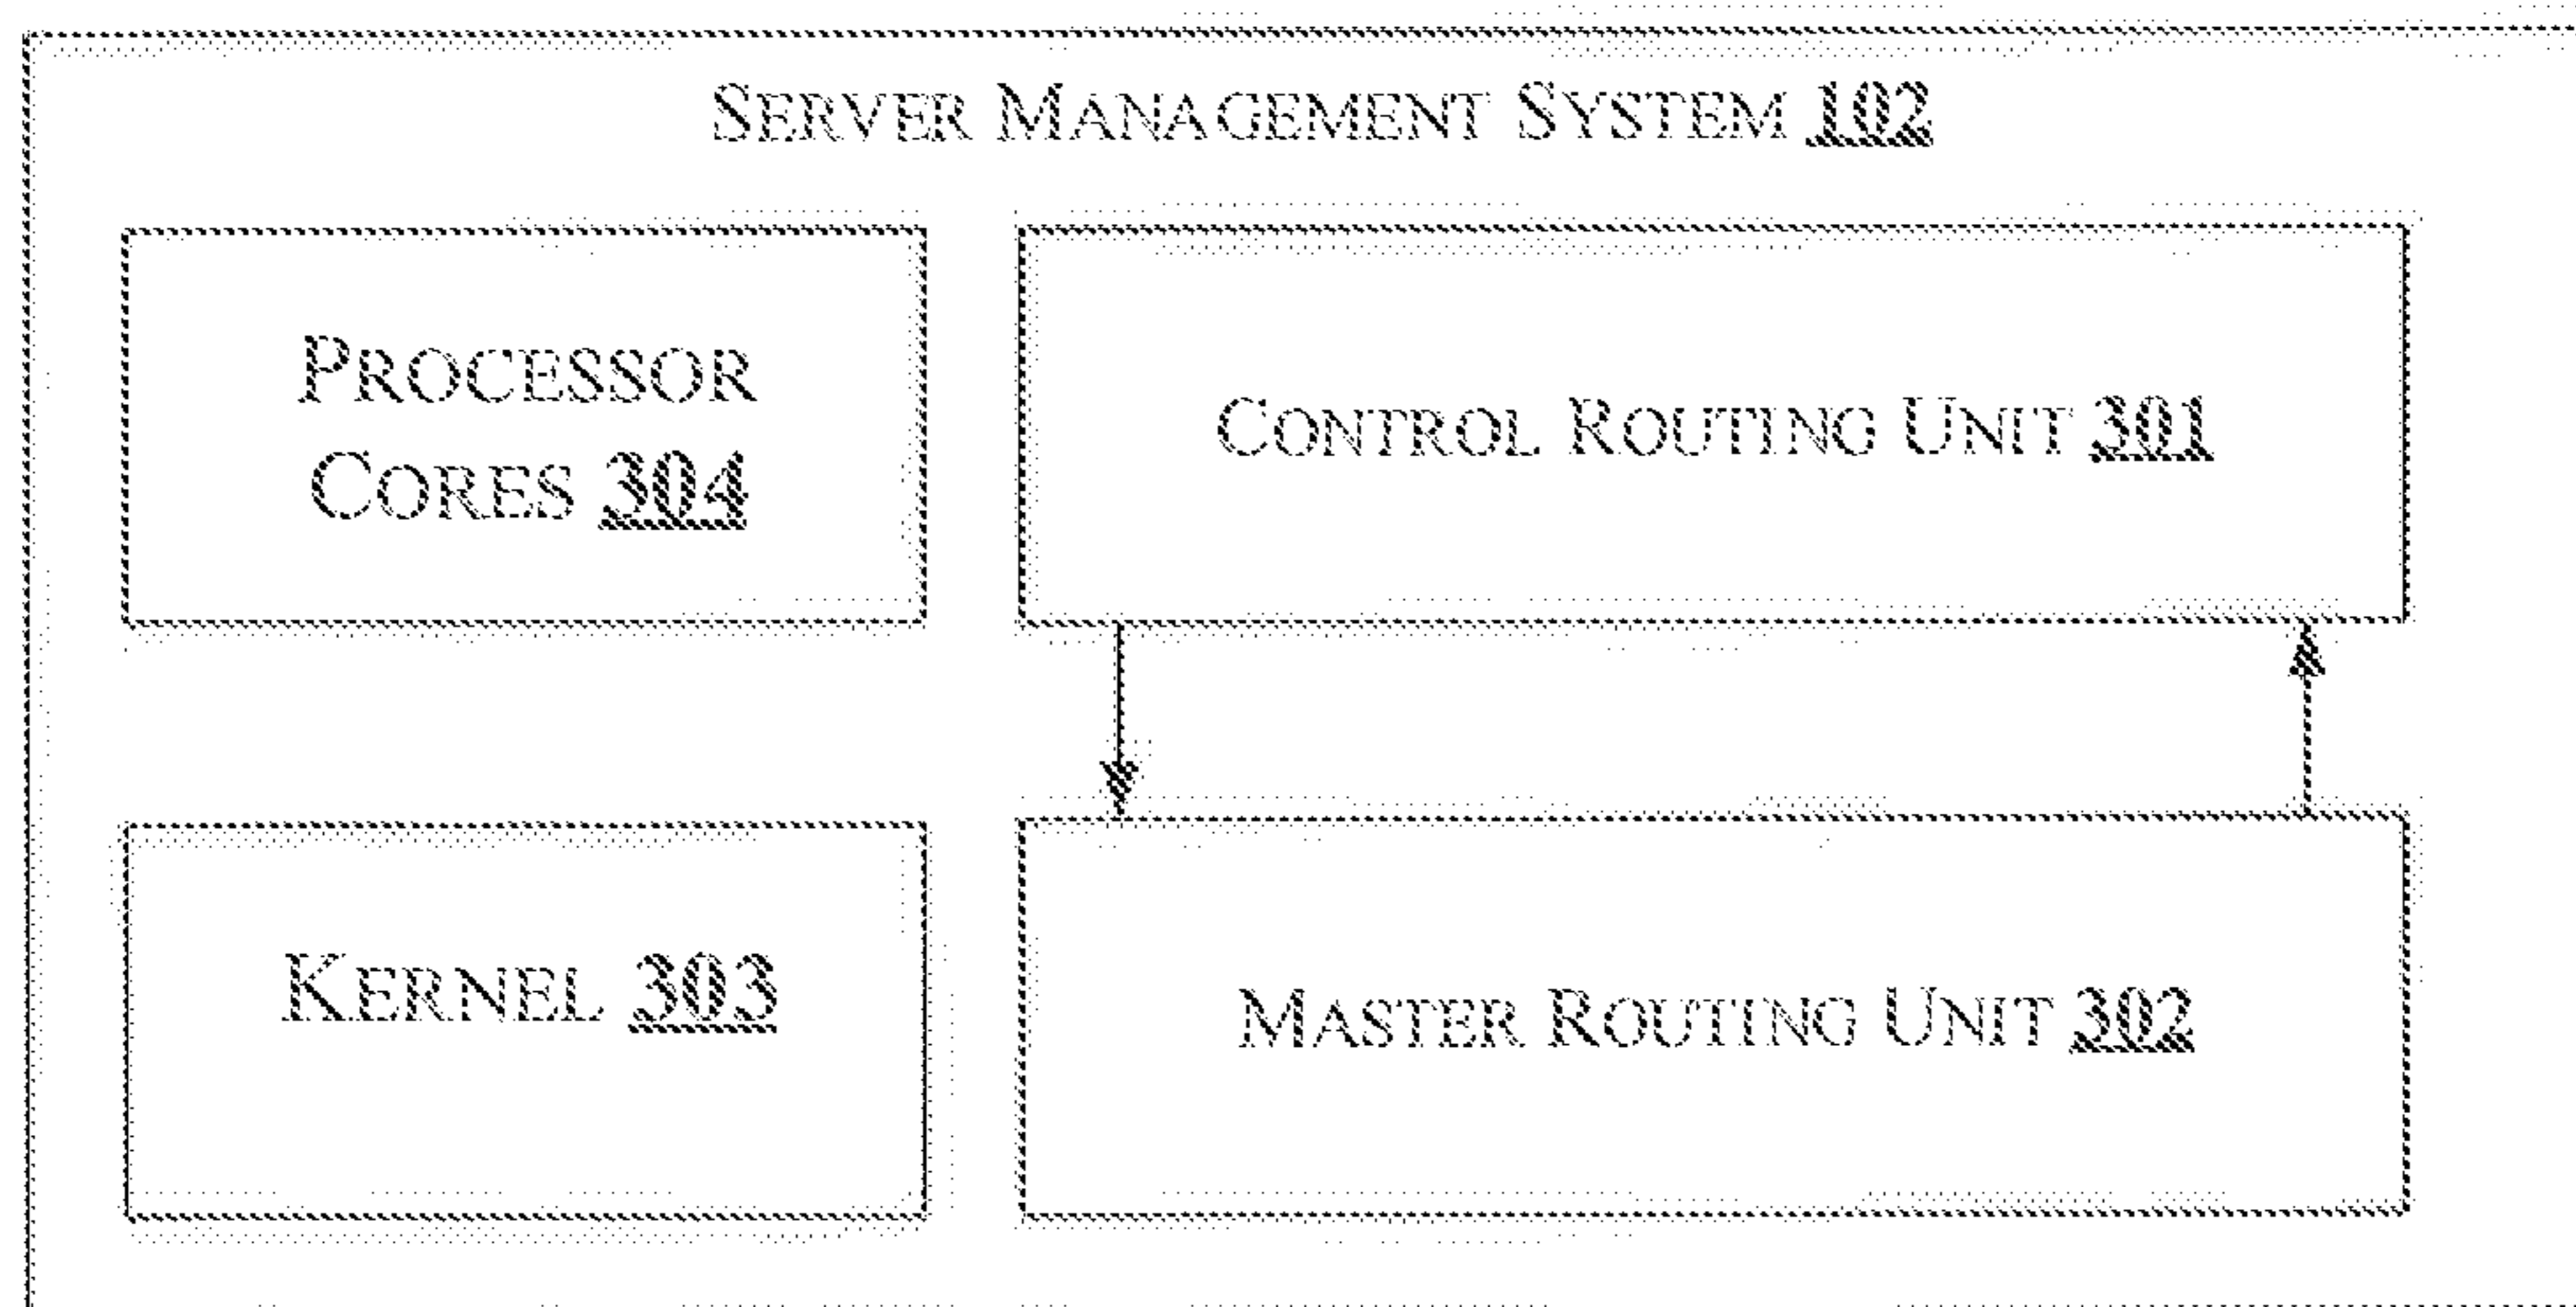 SERVER MANAGEMENT SYSTEM 102
PROCESSOR
CORES 304
CONTROL ROUTING UNIT 301
KERNEL 303
MASTER ROUTING UNIT 302